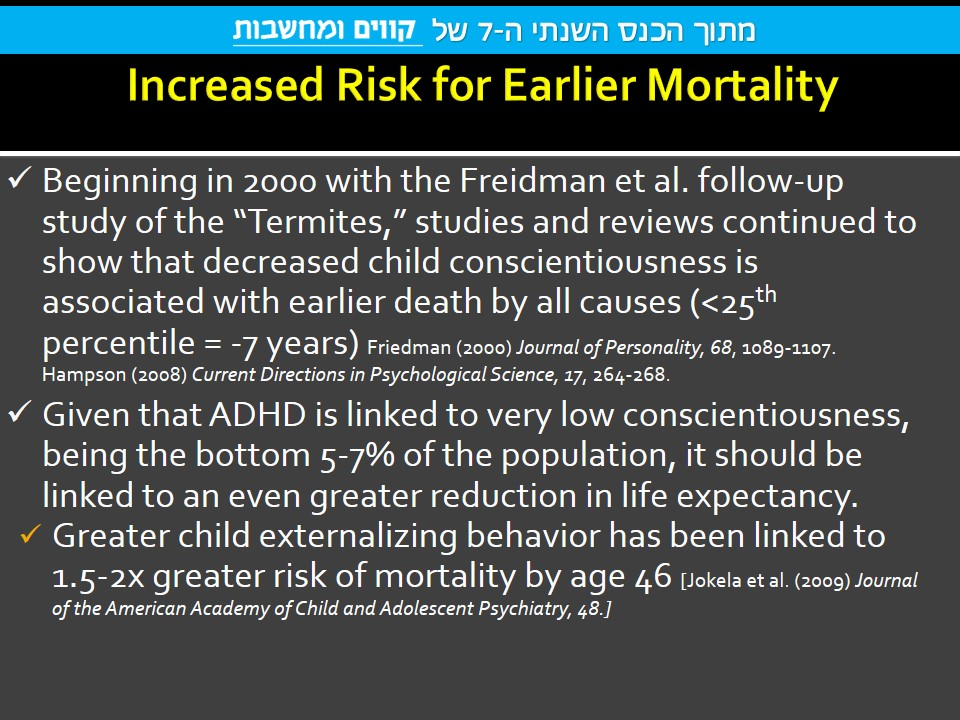 מתוך הכנס השנתי ה-7 של קווים ומחשבות
Increased Risk for Earlier Mortality
✓ Beginning in 2000 with the Freidman et al. follow-up
study of the “Termites,” studies and reviews continued to
show that decreased child conscientiousness is
associated with earlier death by all causes (<25th
percentile = -7 years) Friedman (2000) Journal of Personality, 68, 1089-1107.
Hampson (2008) Current Directions in Psychological Science, 17, 264-268.
✓ Given that ADHD is linked to very low conscientiousness,
being the bottom 5-7% of the population, it should be
linked to an even greater reduction in life expectancy.
✓ Greater child externalizing behavior has been linked to
1.5-2x greater risk of mortality by age 46 [Jokela et al. (2009) Journal
of the American Academy of Child and Adolescent Psychiatry, 48.]